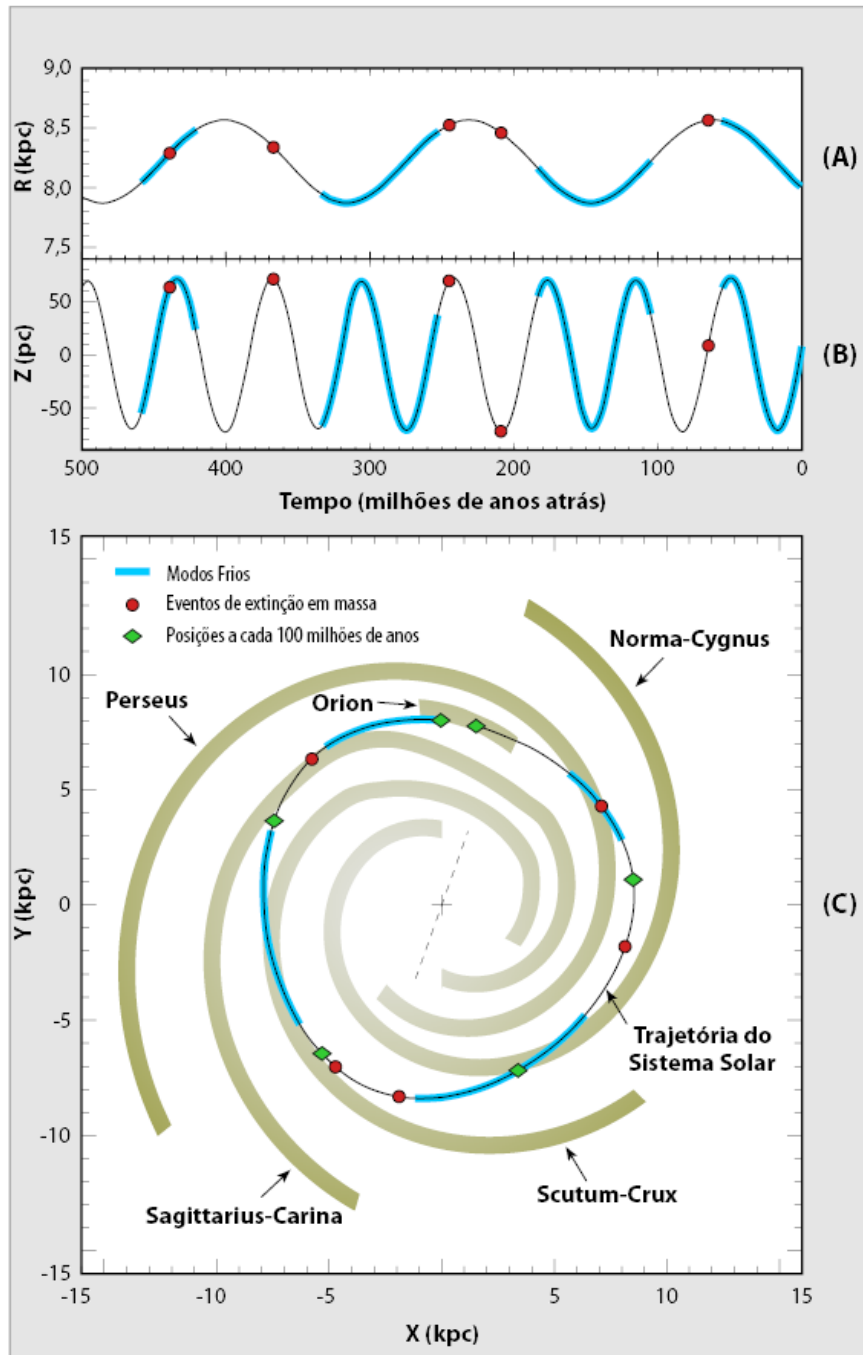 9,0
8,5
8,0
7,5
R (kpc)
(A)
50
0
-50
Z (pc)
(B)
500 400 300 200 100 0
Tempo (milhões de anos atrás)
15
10
5
0
-5
-10
-15
Y (kpc)
Modos Frios
Eventos de extinção em massa
Posições a cada 100 milhões de anos
Norma-Cygnus
Perseus
Orion
(C)
Trajetória do
Sistema Solar
Sagittarius-Carina
Scutum-Crux
-15 -10 -5 0 5 10 15
X (kpc)